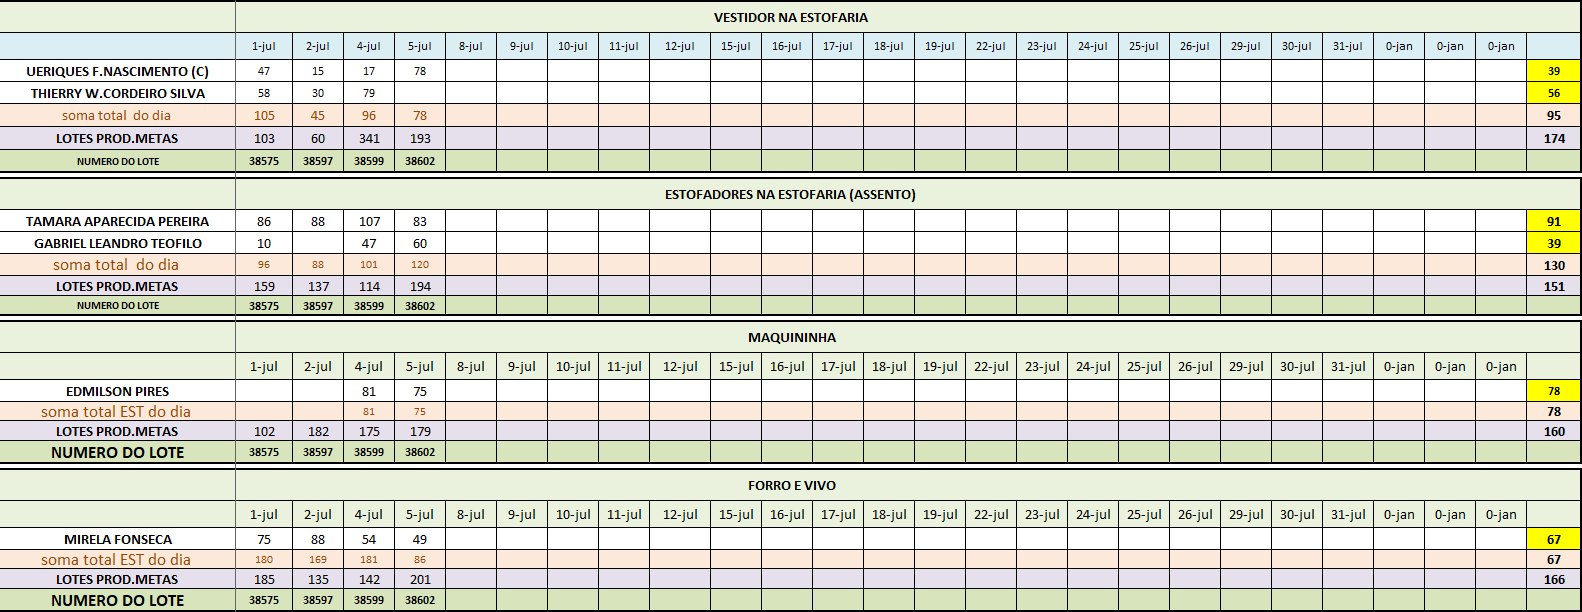 VESTIDOR NA ESTOFARIA
1-jul 2-jul 4-jul 5-jul 8-jul 9-jul 10-jul 11-jul 12-jul 15-jul 16-jul 17-jul 18-jul 19-jul 22-jul 23-jul 24-jul 25-jul 26-jul 29-jul 30-jul 31-jul 0-jan 0-jan 0-jan
UERIQUES F.NASCIMENTO (C) 47 15 17 78 39
THIERRY W.CORDEIRO SILVA 58 30 79 56
soma total do dia 105 45 96 78 95
LOTES PROD.METAS 103 60 341 193 174
NUMERO DO LOTE 38575 38597 38599 38602
ESTOFADORES NA ESTOFARIA (ASSENTO)
TAMARA APARECIDA PEREIRA 86 88 107 83 91
GABRIEL LEANDRO TEOFILO 10 47 60 39
soma total do dia 96 88 101 120 130
LOTES PROD.METAS 159 137 114 194 151
NUMERO DO LOTE 38575 38597 38599 38602
MAQUININHA
1-jul 2-jul 4-jul 5-jul 8-jul 9-jul 10-jul 11-jul 12-jul 15-jul 16-jul 17-jul 18-jul 19-jul 22-jul 23-jul 24-jul 25-jul 26-jul 29-jul 30-jul 31-jul 0-jan 0-jan 0-jan
EDMILSON PIRES 81 75 78
soma total EST do dia 81 75 78
LOTES PROD.METAS 102 182 175 179 160
NUMERO DO LOTE 38575 38597 38599 38602
FORRO E VIVO
1-jul 2-jul 4-jul 5-jul 8-jul 9-jul 10-jul 11-jul 12-jul 15-jul 16-jul 17-jul 18-jul 19-jul 22-jul 23-jul 24-jul 25-jul 26-jul 29-jul 30-jul 31-jul 0-jan 0-jan 0-jan
MIRELA FONSECA 75 88 54 49 67
soma total EST do dia 180 169 181 86 67
LOTES PROD.METAS 185 135 142 201 166
NUMERO DO LOTE 38575 38597 38599 38602